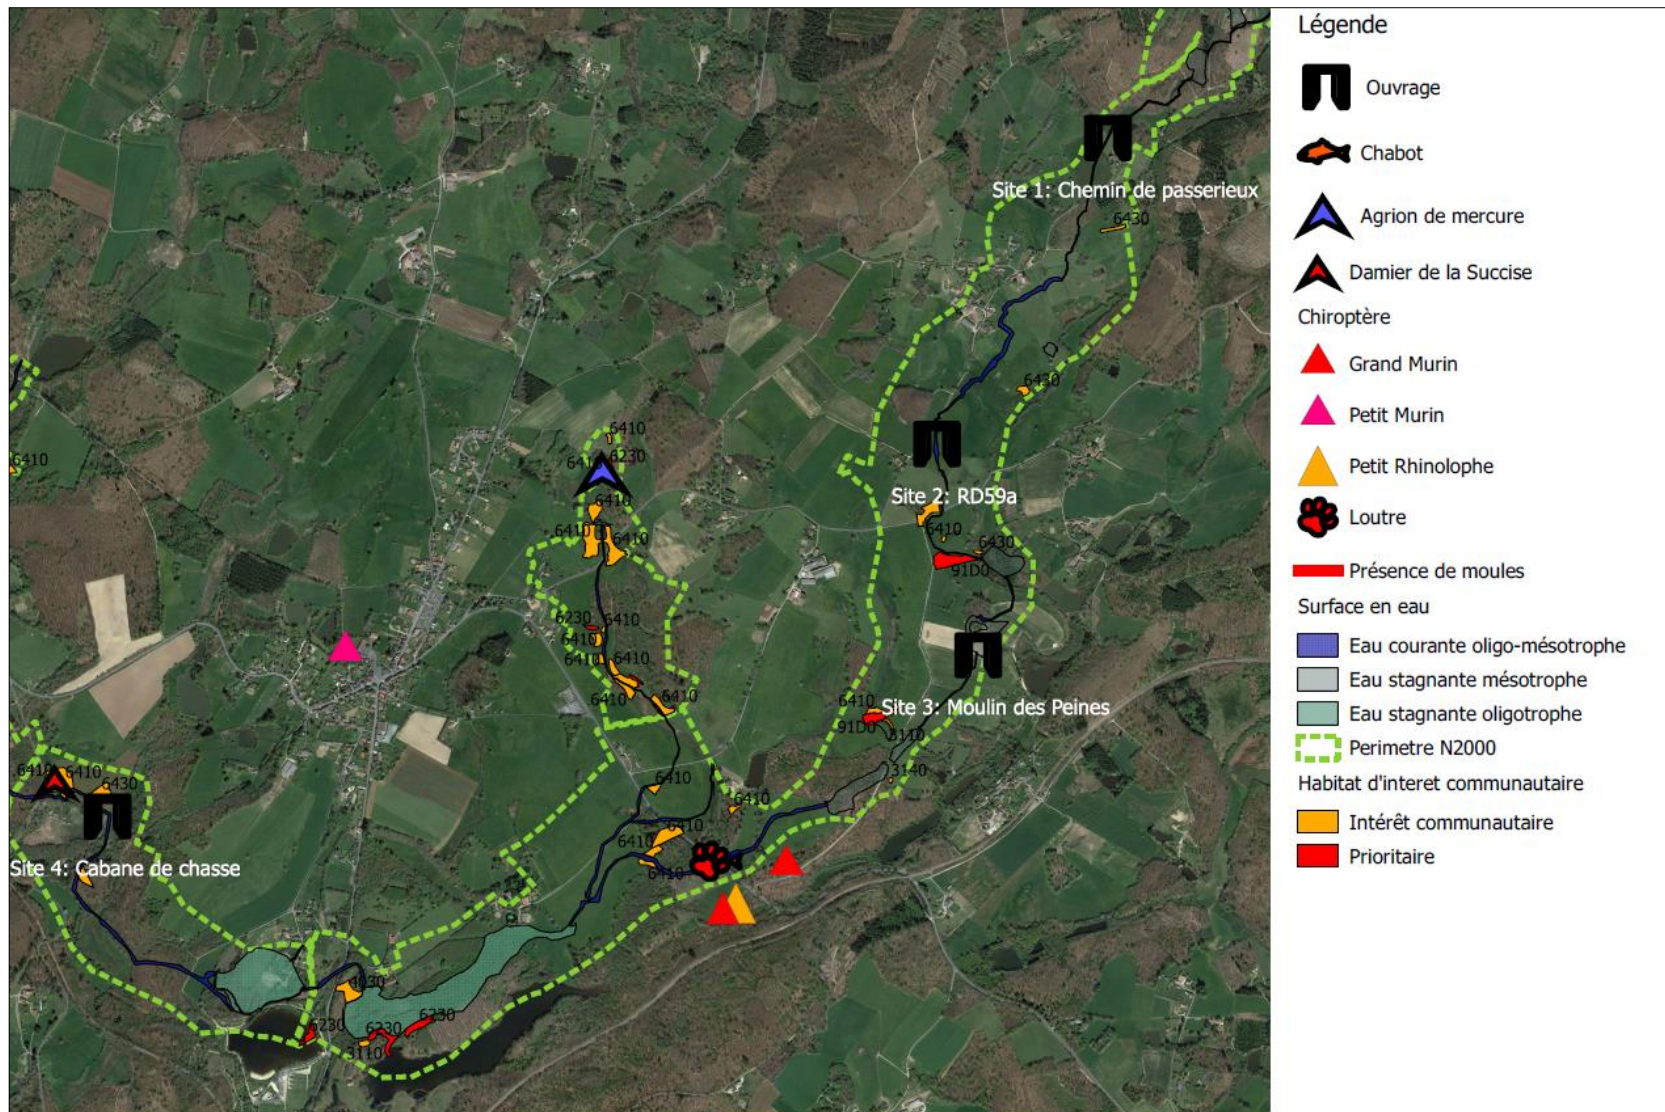 Légende
Ouvrage
Chabot
Agrion de mercure
Damier de la Succise
Chiroptère
Grand Murin
Petit Murin
Petit Rhinolophe
Loutre
Présence de moules
Surface en eau
Eau courante oligo-mésotrophe
Eau stagnante mésotrophe
Eau stagnante oligotrophe
Perimetre N2000
Habitat d'interet communautaire
Intérêt communautaire
Prioritaire
Site 1: Chemin de passerieux
6430
6430
6410
6410
6230
6410
6410
Site 2: RD59a
6410
6410
6410
6430
91D0
6230
6410
6410
6410
6410
6410
6410
6410
Site 3: Moulin des Peines
91D0
3110
3140
6410
6410
6430
6410
6410
6410
6410
6410
Site 4: Cabane de chasse
4030
6230
6230
6230
3110